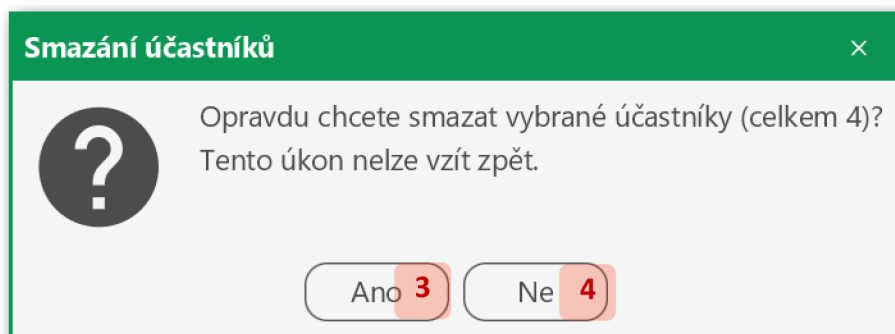 Smazání účastníků ×
Opravdu chcete smazat vybrané účastníky (celkem 4)?
Tento úkon nelze vzít zpět.
Ano 3 Ne 4